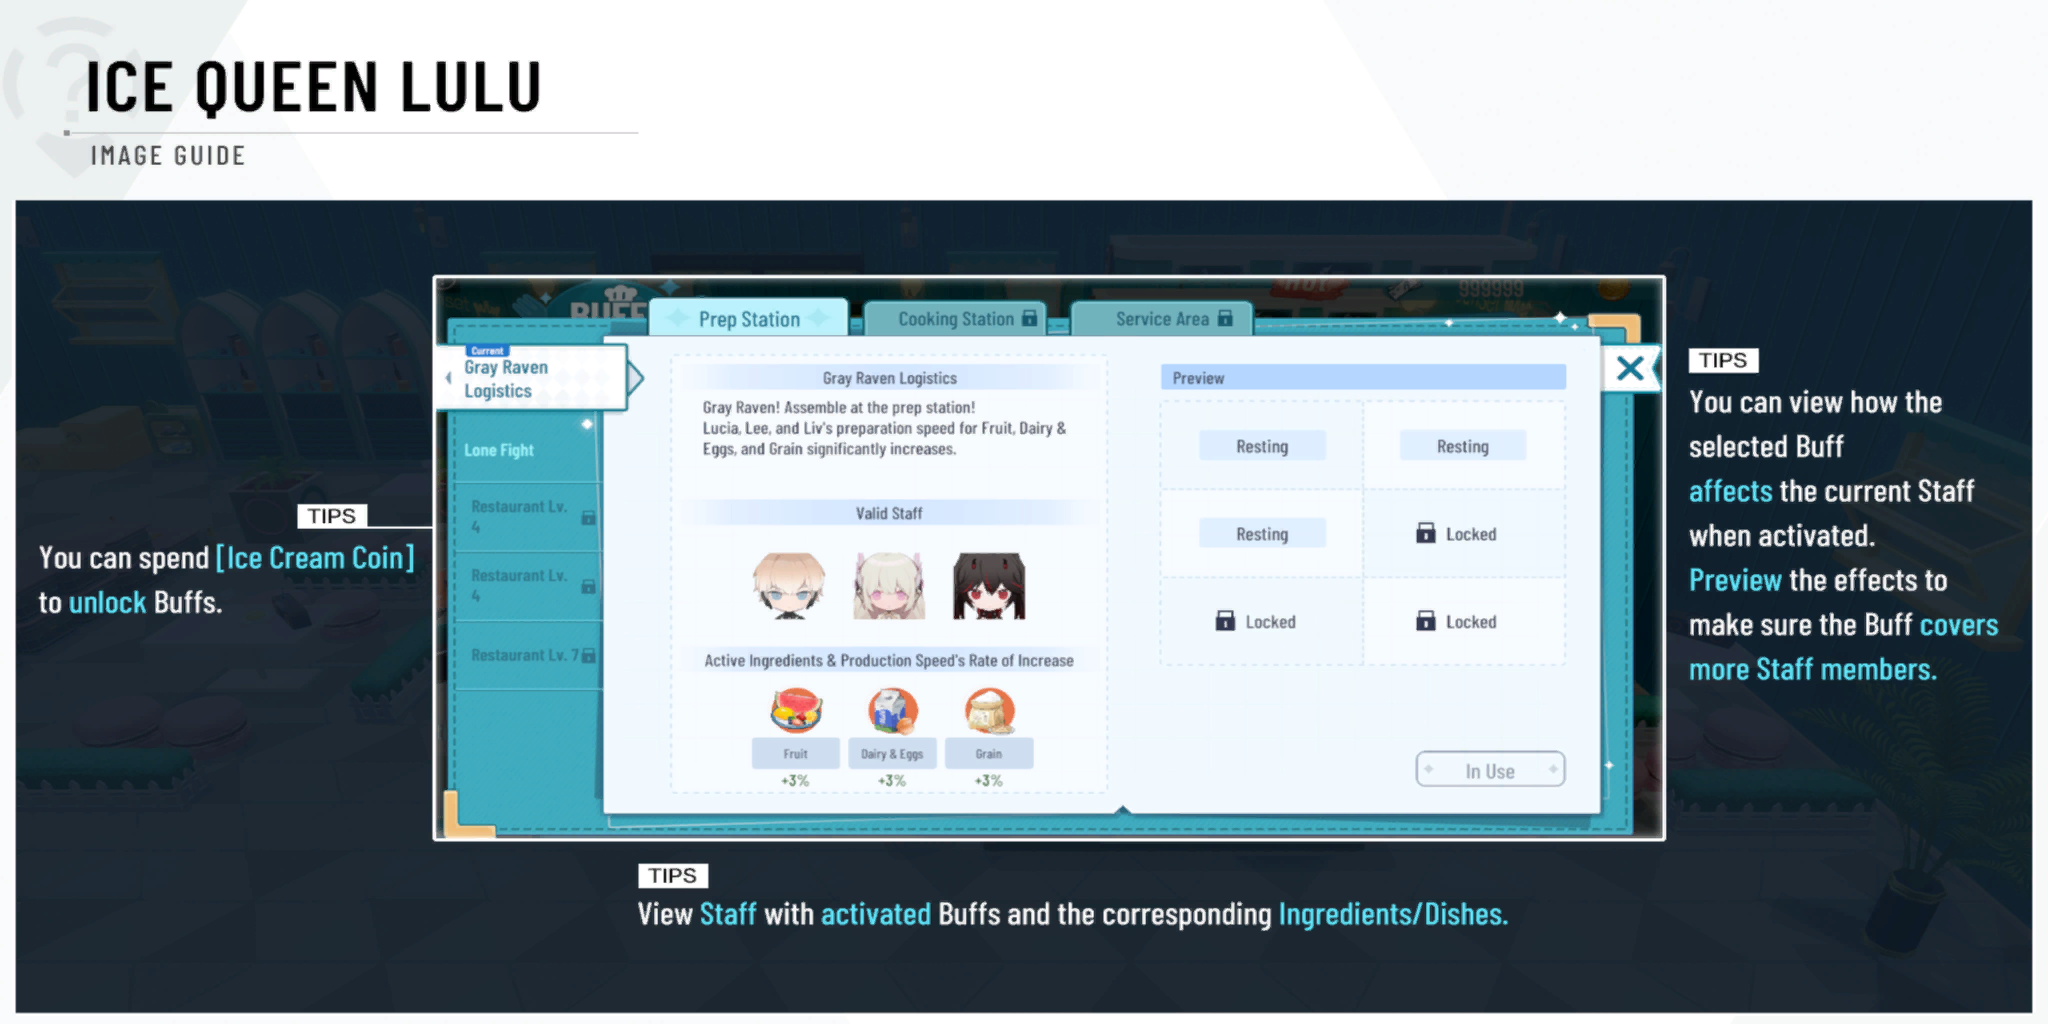 ICE QUEEN LULU
IMAGE GUIDE
TIPS
You can spend [Ice Cream Coin]
to unlock Buffs.
BUFF
999999
Prep Station
Cooking Station
Service Area
Current
Gray Raven
Logistics
Lone Fight
Restaurant Lv.
4
Restaurant Lv.
4
Restaurant Lv. 7
Gray Raven Logistics
Gray Raven! Assemble at the prep station!
Lucia, Lee, and Liv's preparation speed for Fruit, Dairy &
Eggs, and Grain significantly increases.
Valid Staff
Active Ingredients & Production Speed's Rate of Increase
Fruit
Dairy & Eggs
Grain
+3%
+3%
+3%
Preview
Resting
Resting
Resting
Locked
Locked
Locked
In Use
TIPS
You can view how the
selected Buff
affects the current Staff
when activated.
Preview the effects to
make sure the Buff covers
more Staff members.
TIPS
View Staff with activated Buffs and the corresponding Ingredients/Dishes.